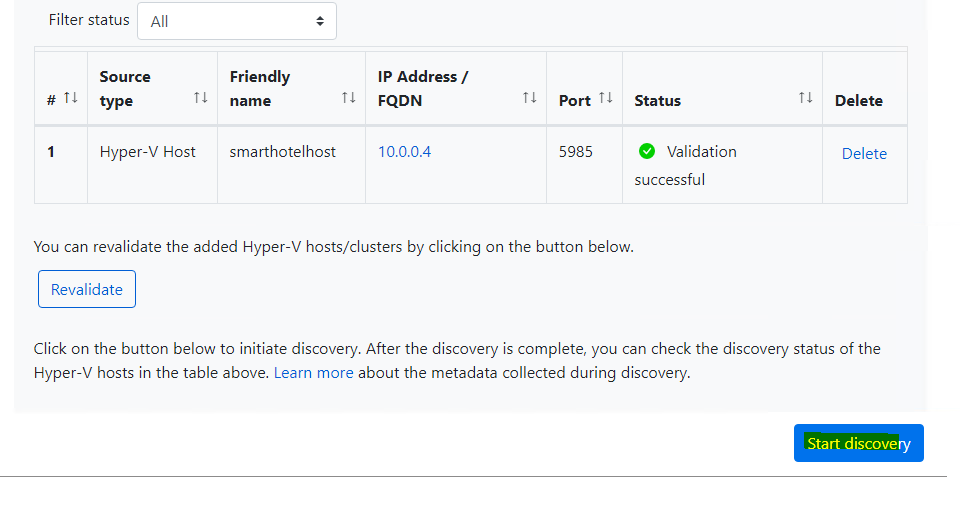 Filter status All
Source Friendly IP Address /
# type name FQDN Port Status Delete
1 Hyper-V Host smarthotelhost 10.0.0.4 5985 Validation Delete
successful
You can revalidate the added Hyper-V hosts/clusters by clicking on the button below.
Revalidate
Click on the button below to initiate discovery. After the discovery is complete, you can check the discovery status of the
Hyper-V hosts in the table above. Learn more about the metadata collected during discovery.
Start discovery